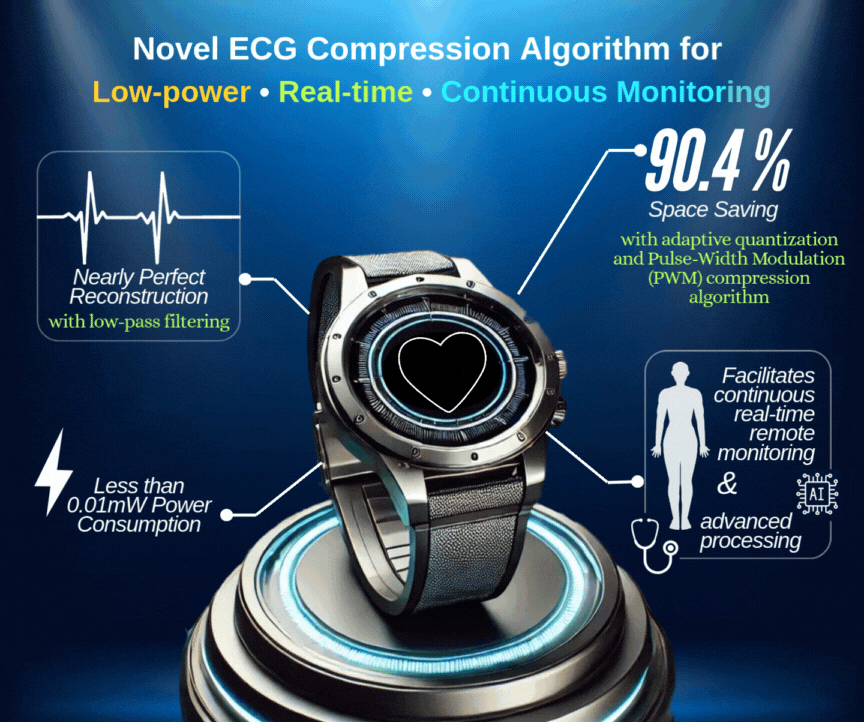 Novel ECG Compression Algorithm for
Low-power • Real-time • Continuous Monitoring
90.4%
Space Saving
with adaptive quantization
and Pulse-Width Modulation
(PWM) compression
algorithm
Nearly Perfect
Reconstruction
with low-pass filtering
Facilitates
continuous
real-time
remote
monitoring
&
AI
advanced
processing
Less than
0.01mW Power
Consumption